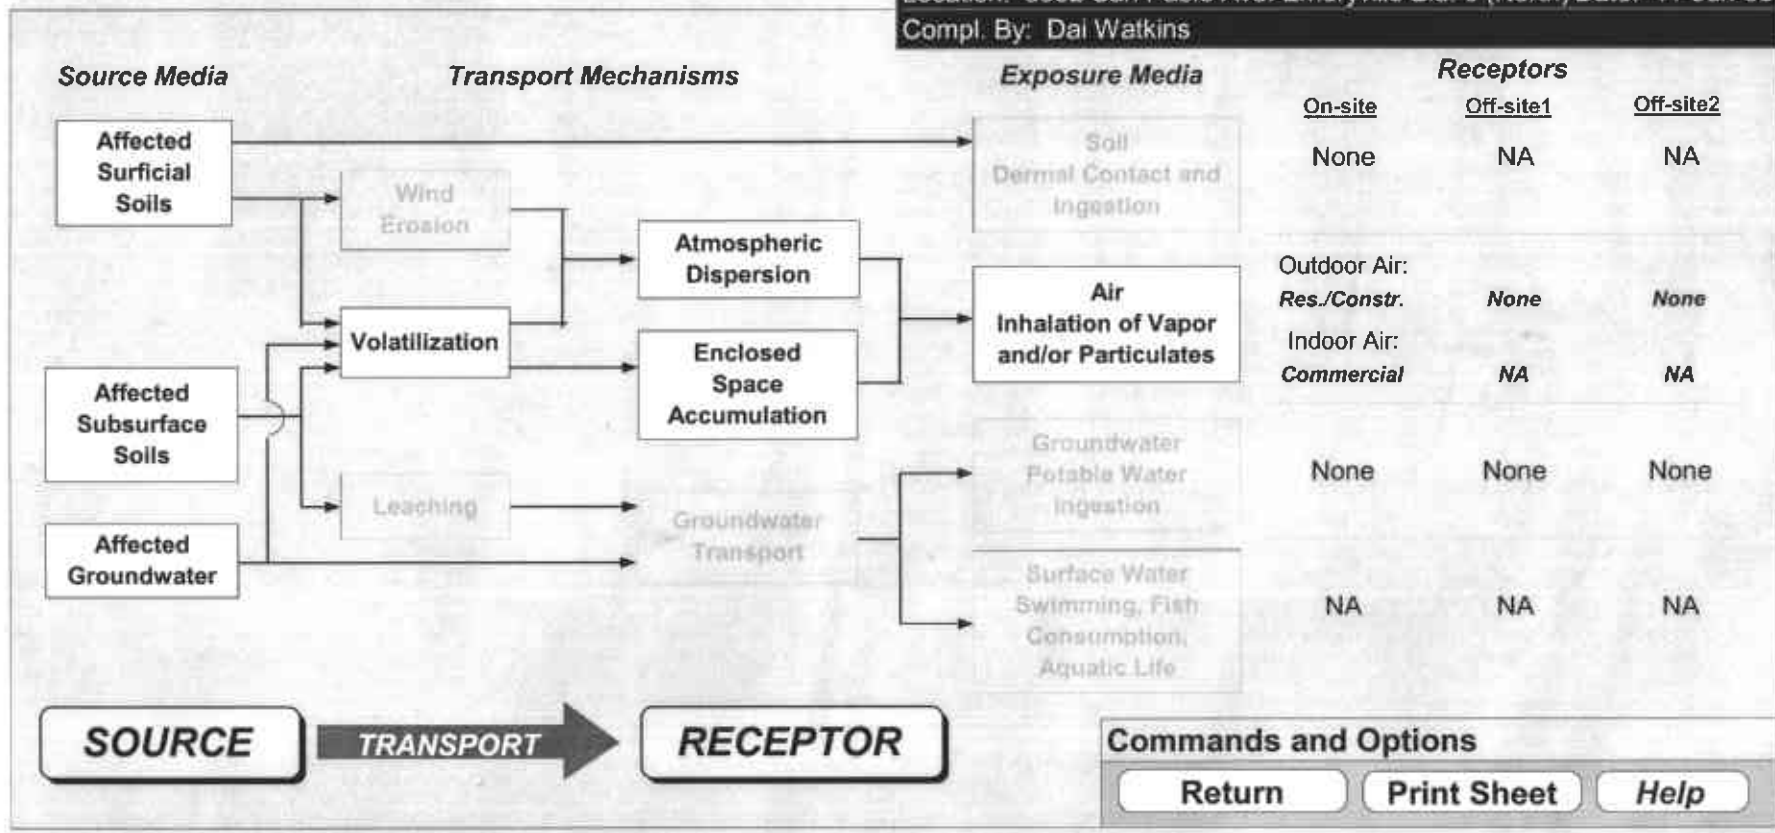 Compl. By: Dai Watkins
Source Media
Transport Mechanisms
Exposure Media
Receptors
On-site
Off-site1
Off-site2
Affected
Surficial
Soils
Wind
Erosion
Soil
Dermal Contact and
Ingestion
None
NA
NA
Atmospheric
Dispersion
Air
Inhalation of Vapor
and/or Particulates
Outdoor Air:
Res./Constr.
None
None
Indoor Air:
Commercial
NA
NA
Volatilization
Enclosed
Space
Accumulation
Affected
Subsurface
Soils
Leaching
Groundwater
Transport
Groundwater
Potable Water
Ingestion
None
None
None
Affected
Groundwater
Surface Water
Swimming, Fish
Consumption,
Aquatic Life
NA
NA
NA
SOURCE
TRANSPORT
RECEPTOR
Commands and Options
Return
Print Sheet
Help